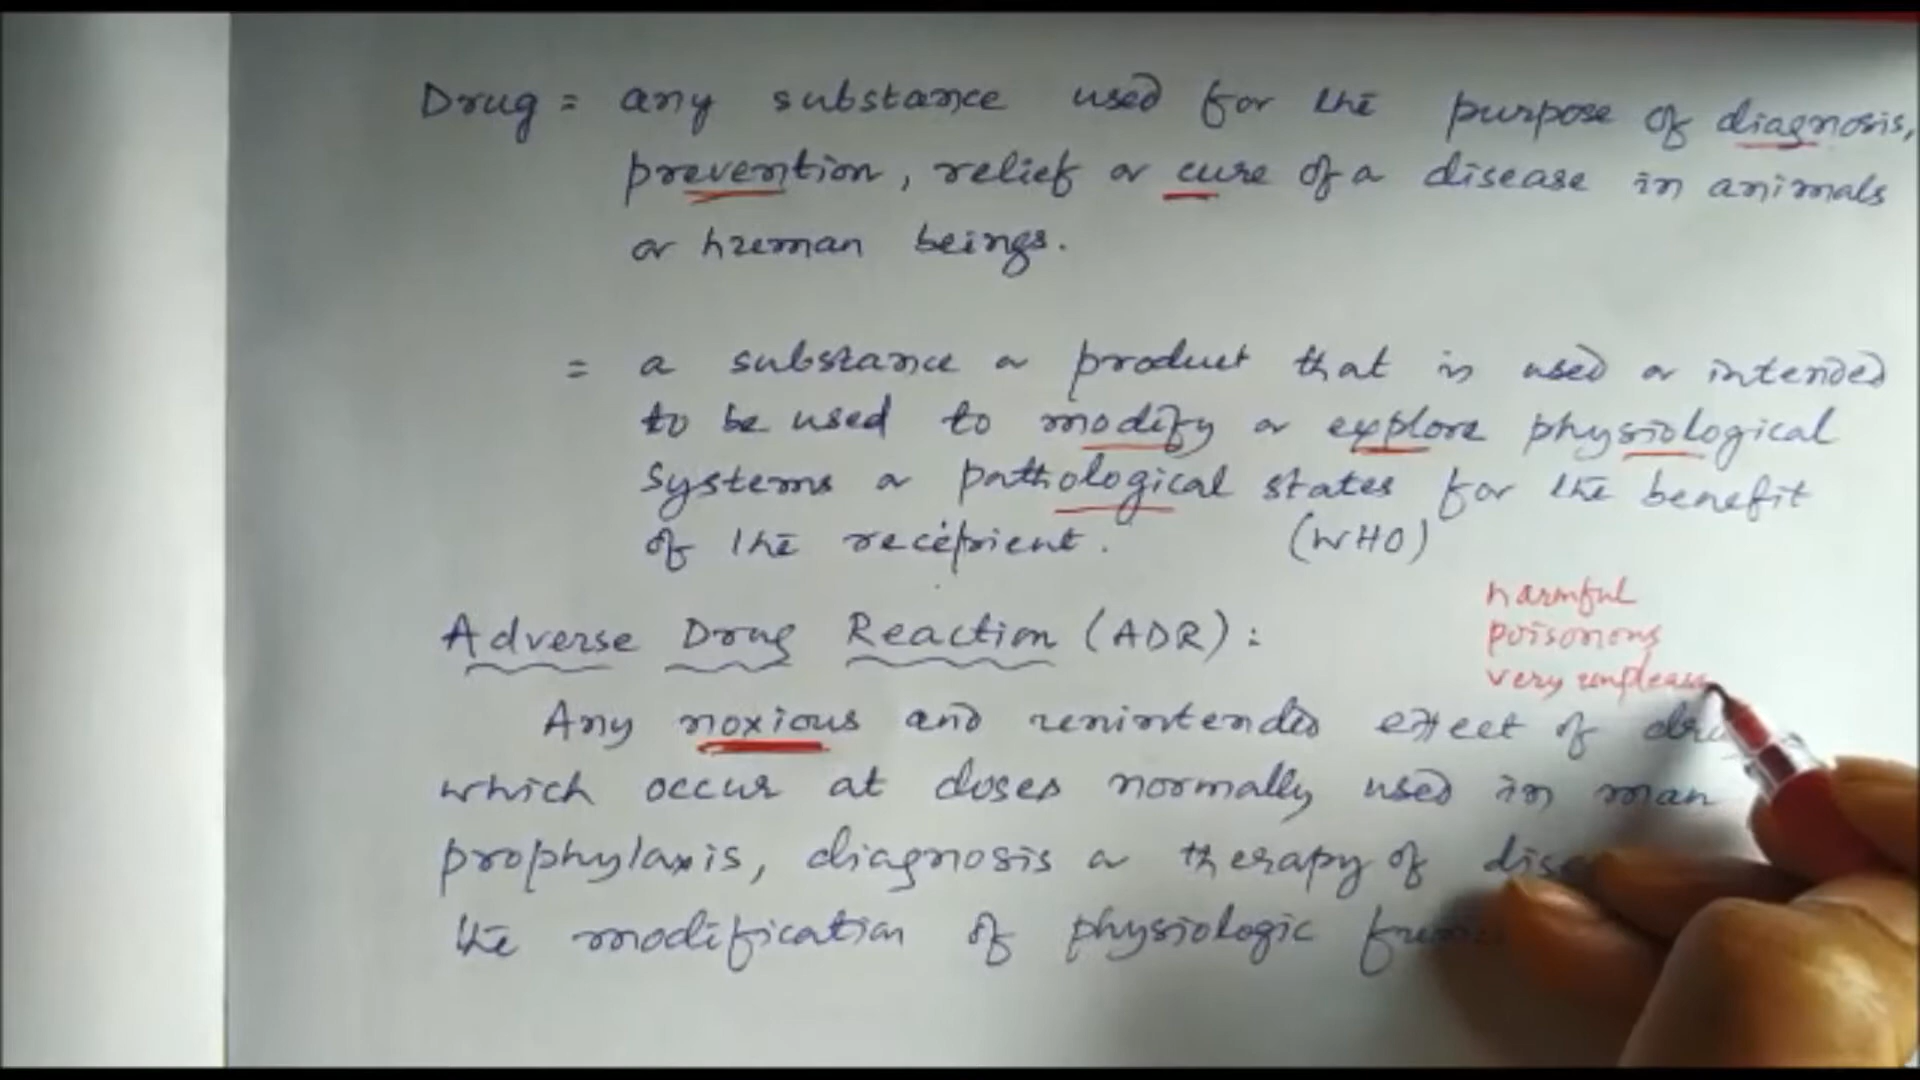 Drug = any substance used for the purpose of diagnosis,
prevention, relief or cure of a disease in animals
or human beings.
= a substance or product that is used or intended
to be used to modify or explore physiological
systems or pathological states for the benefit
of the recipient. (WHO)
harmful
poisonous
very unpleas
Adverse Drug Reaction (ADR):
Any noxious and unintended effect of
which occur at doses normally used in man
prophylaxis, diagnosis or therapy of
the modification of physiologic